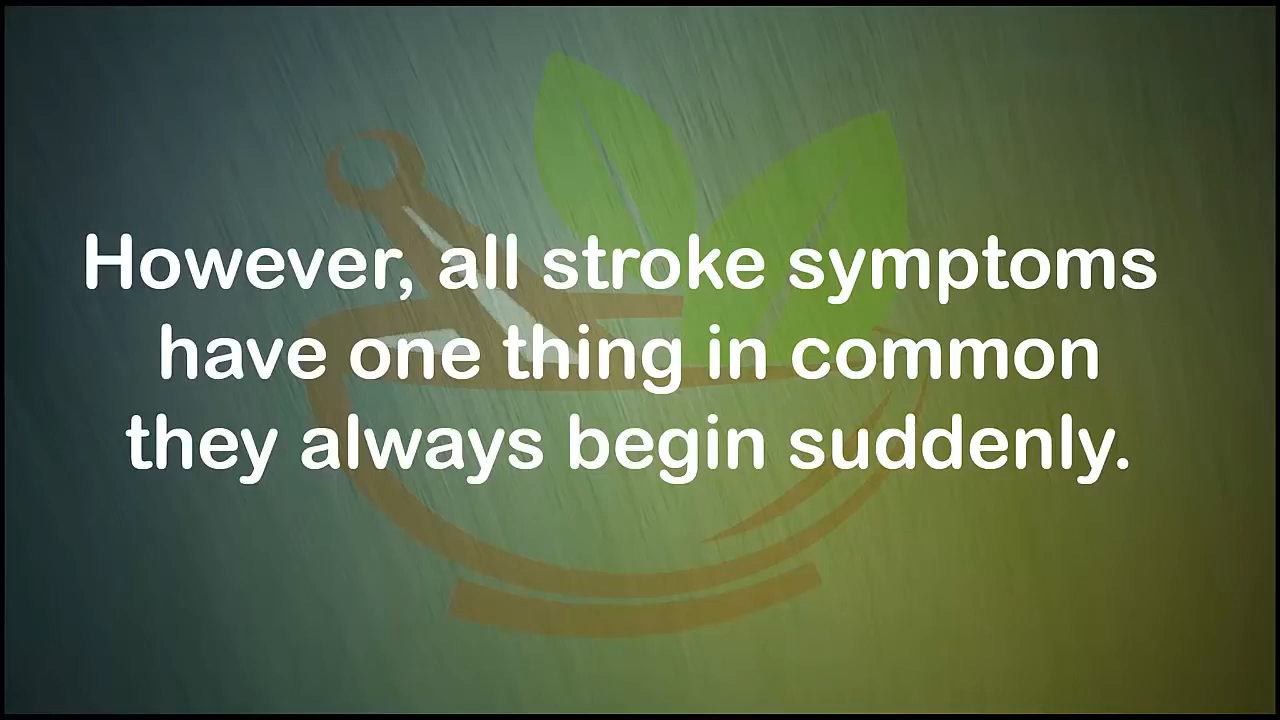 However, all stroke symptoms
have one thing in common
they always begin suddenly.